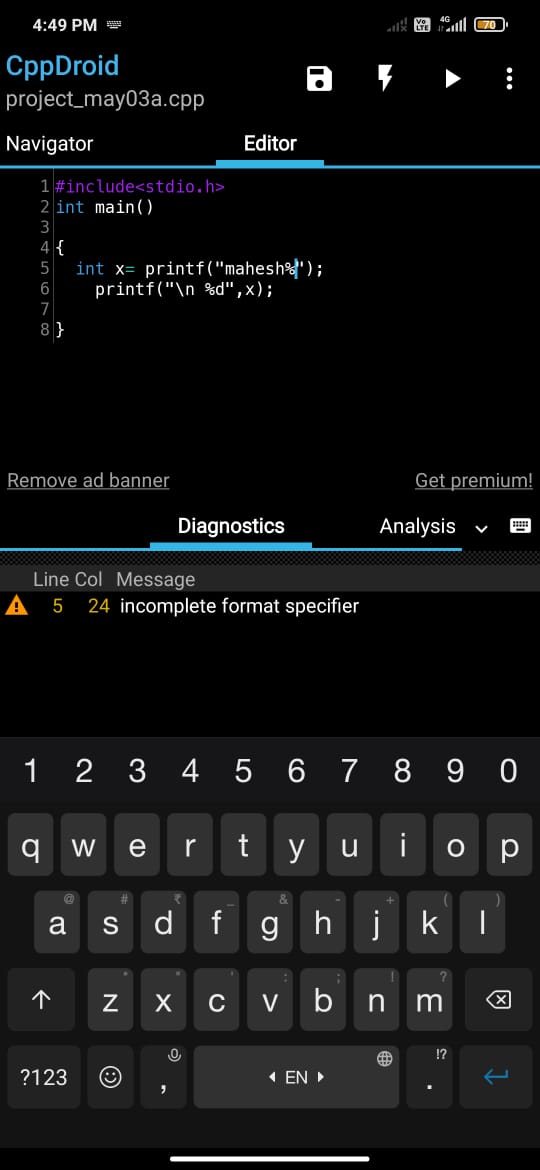 4:49 PM Vo LTE 4G 70
CppDroid
project_may03a.cpp
Navigator Editor
1 #include<stdio.h>
2 int main()
3
4 {
5 int x= printf("mahesh%");
6 printf("\n %d",x);
7
8 }
Remove ad banner Get premium!
Diagnostics Analysis
Line Col Message
5 24 incomplete format specifier
1 2 3 4 5 6 7 8 9 0
q w e r t y u i o p
@ # ₹ _ & - + ( )
a s d f g h j k l
* " ' : ; ! ?
z x c v b n m
!?
?123 , EN .